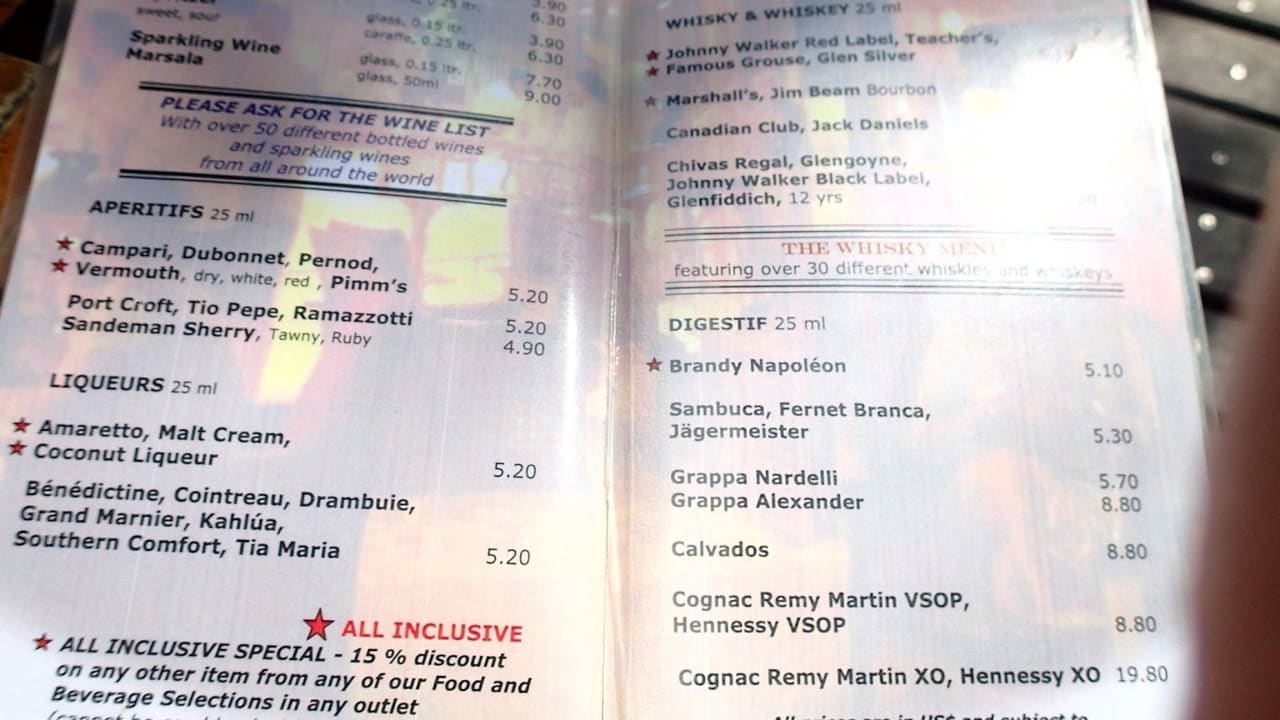 0.25 ltr. 3.90
sweet, sour 6.30
glass, 0.15 ltr. 3.90
caraffe, 0.25 ltr. 6.30
Sparkling Wine glass, 0.15 ltr. 7.70
Marsala glass, 50ml 9.00
PLEASE ASK FOR THE WINE LIST
With over 50 different bottled wines
and sparkling wines
from all around the world
APERITIFS 25 ml
★ Campari, Dubonnet, Pernod,
★ Vermouth, dry, white, red , Pimm's 5.20
Port Croft, Tio Pepe, Ramazzotti 5.20
Sandeman Sherry, Tawny, Ruby 4.90
LIQUEURS 25 ml
★ Amaretto, Malt Cream,
★ Coconut Liqueur 5.20
Bénédictine, Cointreau, Drambuie,
Grand Marnier, Kahlúa,
Southern Comfort, Tia Maria 5.20
★ ALL INCLUSIVE
★ ALL INCLUSIVE SPECIAL - 15 % discount
on any other item from any of our Food and
Beverage Selections in any outlet
WHISKY & WHISKEY 25 ml
★ Johnny Walker Red Label, Teacher's,
★ Famous Grouse, Glen Silver
★ Marshall's, Jim Beam Bourbon
Canadian Club, Jack Daniels
Chivas Regal, Glengoyne,
Johnny Walker Black Label,
Glenfiddich, 12 yrs
THE WHISKY MENU
featuring over 30 different whiskies and whiskeys
DIGESTIF 25 ml
★ Brandy Napoléon 5.10
Sambuca, Fernet Branca,
Jägermeister 5.30
Grappa Nardelli 5.70
Grappa Alexander 8.80
Calvados 8.80
Cognac Remy Martin VSOP,
Hennessy VSOP 8.80
Cognac Remy Martin XO, Hennessy XO 19.80
All prices are in US$ and subject to